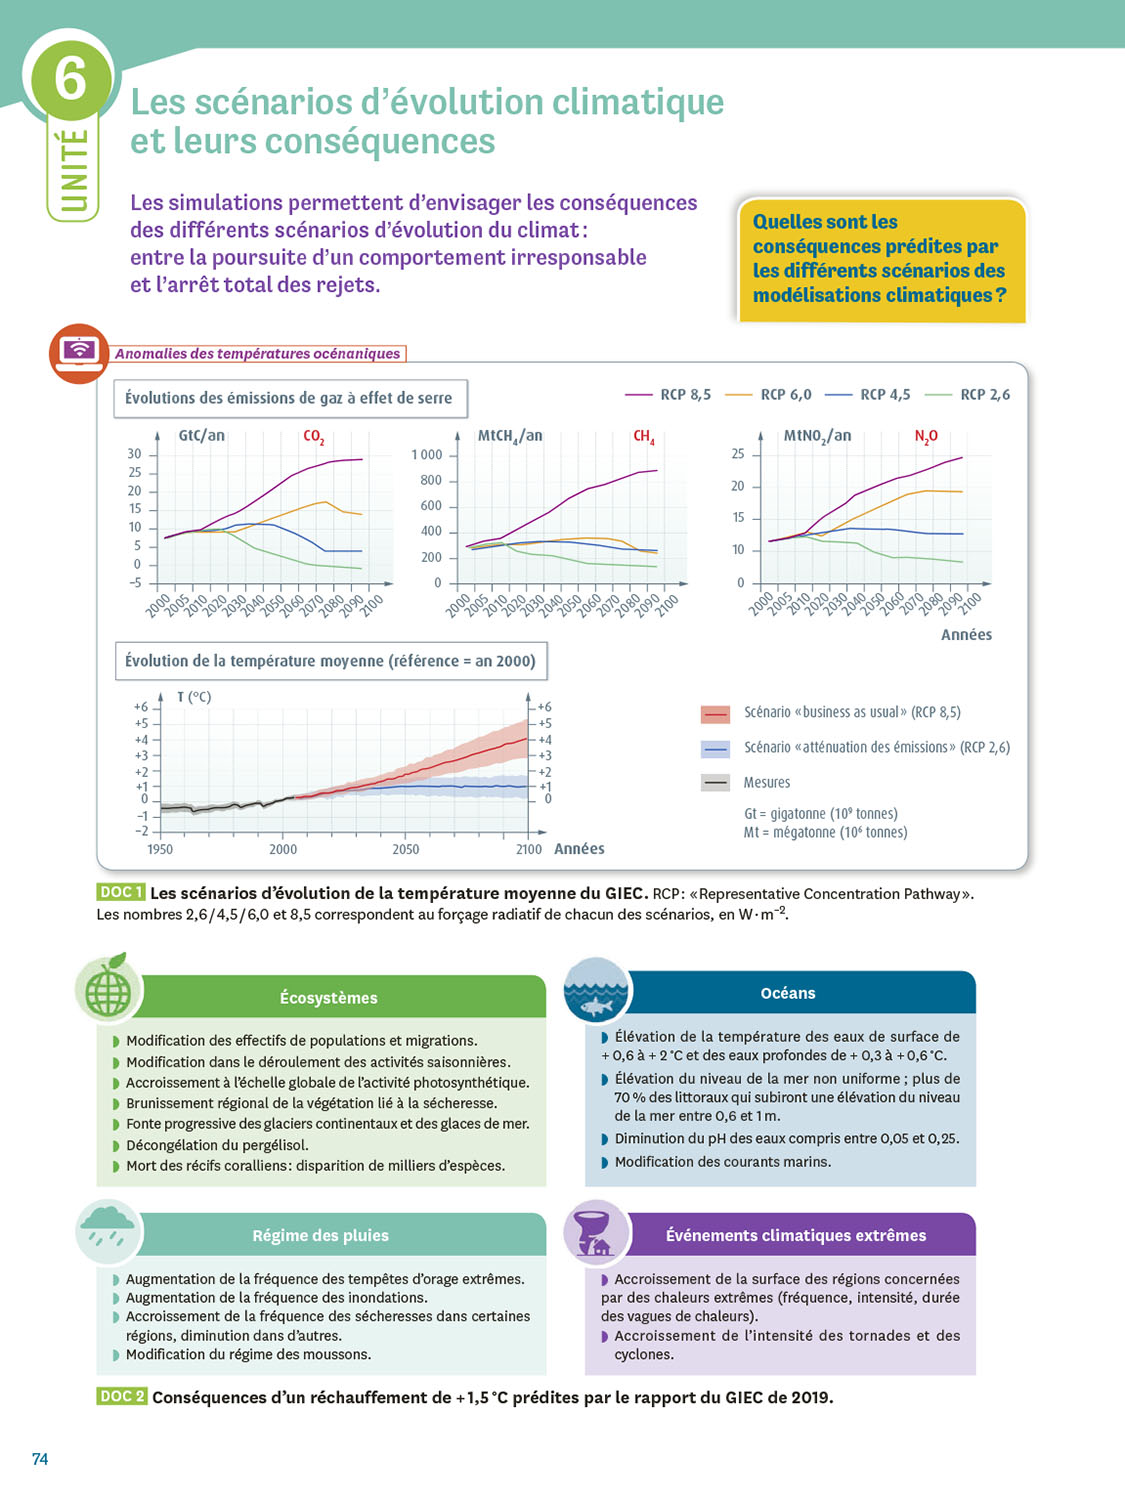 6
UNITÉ
Les scénarios d'évolution climatique
et leurs conséquences
Les simulations permettent d'envisager les conséquences
des différents scénarios d'évolution du climat :
entre la poursuite d'un comportement irresponsable
et l'arrêt total des rejets.
Quelles sont les
conséquences prédites par
les différents scénarios des
modélisations climatiques ?
Anomalies des températures océnaniques
Évolutions des émissions de gaz à effet de serre
RCP 8,5 RCP 6,0 RCP 4,5 RCP 2,6
GtC/an CO₂
30
25
20
15
10
5
0
–5
2000 2005 2010 2020 2030 2040 2050 2060 2070 2080 2090 2100
MtCH₄/an CH₄
1 000
800
600
400
200
0
2000 2005 2010 2020 2030 2040 2050 2060 2070 2080 2090 2100
MtNO₂/an N₂O
25
20
15
10
0
2000 2005 2010 2020 2030 2040 2050 2060 2070 2080 2090 2100
Années
Évolution de la température moyenne (référence = an 2000)
T (°C)
+6 +6
+5 +5
+4 +4
+3 +3
+2 +2
+1 +1
0 0
–1
–2
1950 2000 2050 2100 Années
Scénario « business as usual » (RCP 8,5)
Scénario « atténuation des émissions » (RCP 2,6)
Mesures
Gt = gigatonne (10⁹ tonnes)
Mt = mégatonne (10⁶ tonnes)
DOC 1 Les scénarios d'évolution de la température moyenne du GIEC. RCP : « Representative Concentration Pathway ».
Les nombres 2,6 / 4,5 / 6,0 et 8,5 correspondent au forçage radiatif de chacun des scénarios, en W·m⁻².
Écosystèmes
Modification des effectifs de populations et migrations.
Modification dans le déroulement des activités saisonnières.
Accroissement à l'échelle globale de l'activité photosynthétique.
Brunissement régional de la végétation lié à la sécheresse.
Fonte progressive des glaciers continentaux et des glaces de mer.
Décongélation du pergélisol.
Mort des récifs coralliens : disparition de milliers d'espèces.
Océans
Élévation de la température des eaux de surface de
+ 0,6 à + 2 °C et des eaux profondes de + 0,3 à + 0,6 °C.
Élévation du niveau de la mer non uniforme ; plus de
70 % des littoraux qui subiront une élévation du niveau
de la mer entre 0,6 et 1 m.
Diminution du pH des eaux compris entre 0,05 et 0,25.
Modification des courants marins.
Régime des pluies
Augmentation de la fréquence des tempêtes d'orage extrêmes.
Augmentation de la fréquence des inondations.
Accroissement de la fréquence des sécheresses dans certaines
régions, diminution dans d'autres.
Modification du régime des moussons.
Événements climatiques extrêmes
Accroissement de la surface des régions concernées
par des chaleurs extrêmes (fréquence, intensité, durée
des vagues de chaleurs).
Accroissement de l'intensité des tornades et des
cyclones.
DOC 2 Conséquences d'un réchauffement de + 1,5 °C prédites par le rapport du GIEC de 2019.
74